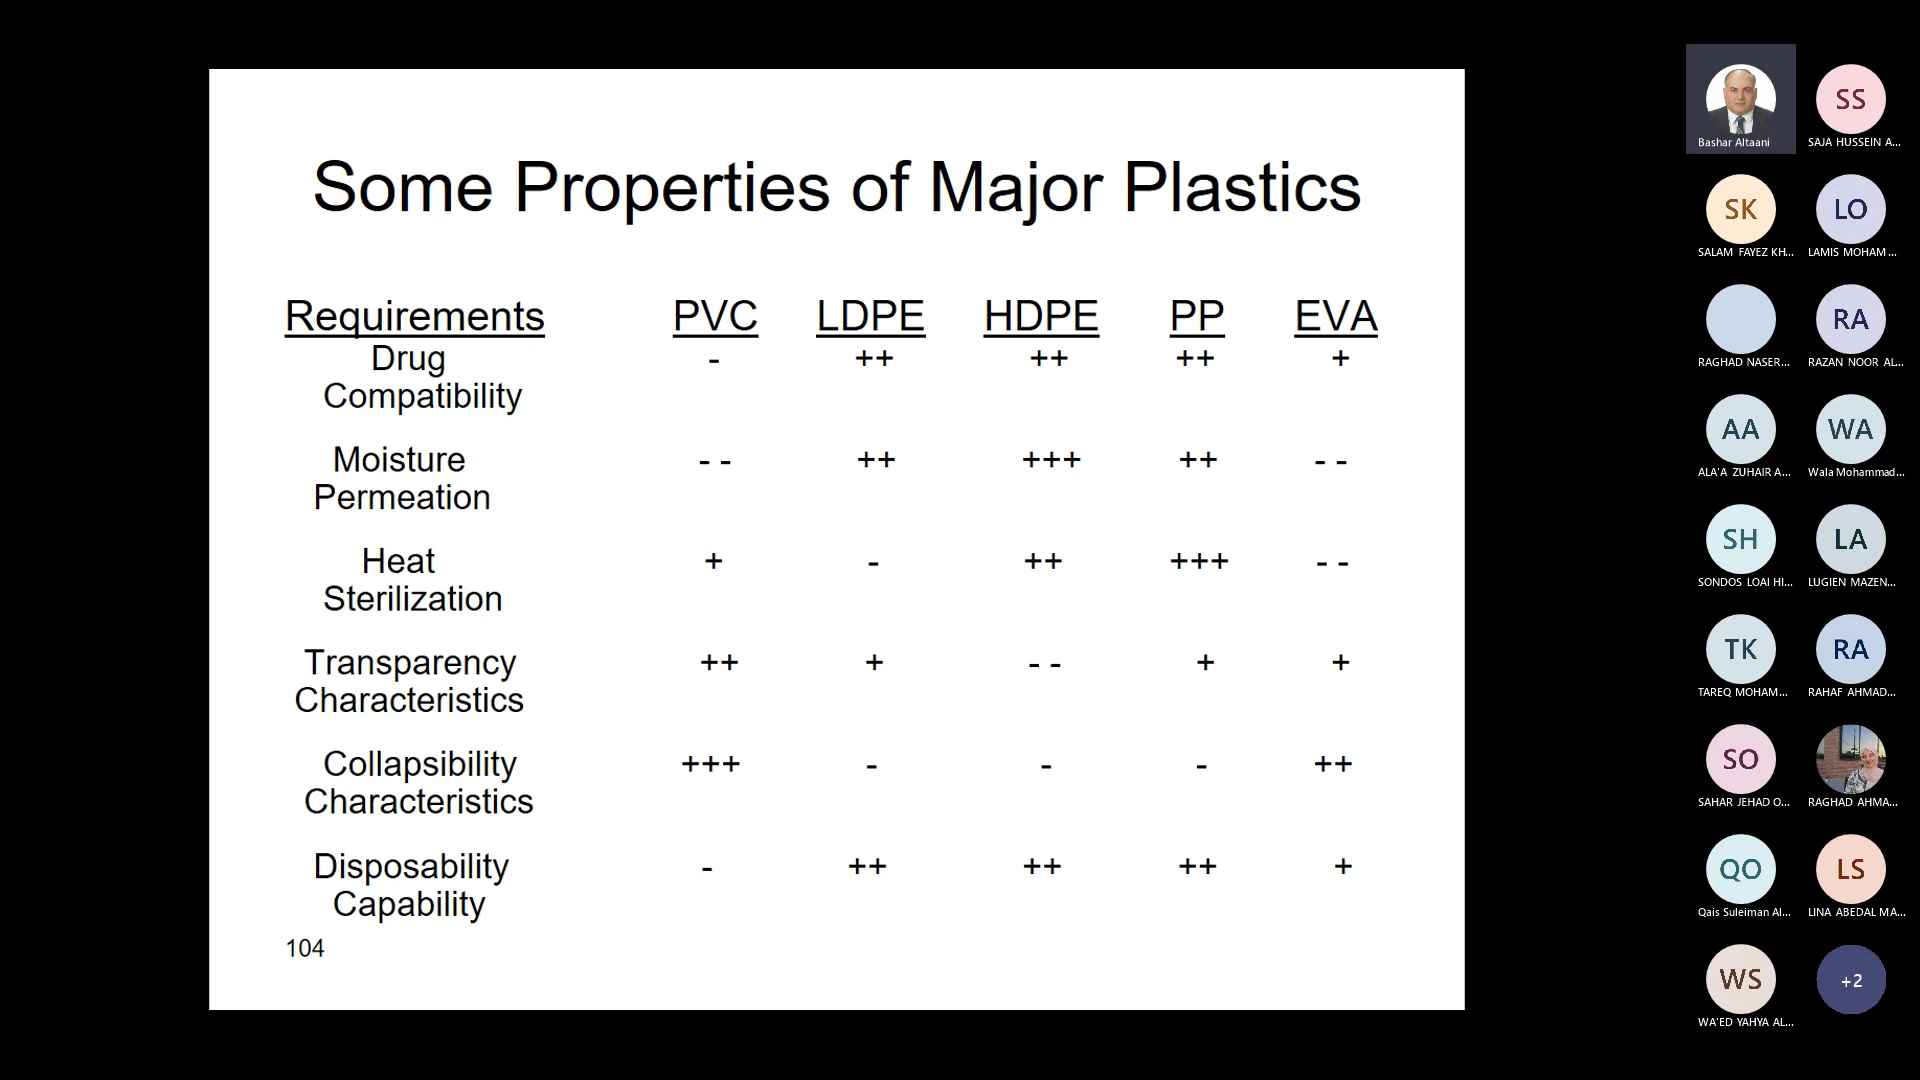 Some Properties of Major Plastics
Requirements PVC LDPE HDPE PP EVA
Drug - ++ ++ ++ +
Compatibility
Moisture - - ++ +++ ++ - -
Permeation
Heat + - ++ +++ - -
Sterilization
Transparency ++ + - - + +
Characteristics
Collapsibility +++ - - - ++
Characteristics
Disposability - ++ ++ ++ +
Capability
104
Bashar Altaani
SS
SAJA HUSSEIN A...
SK
SALAM FAYEZ KH...
LO
LAMIS MOHAM...
RAGHAD NASER...
RA
RAZAN NOOR AL...
AA
ALA'A ZUHAIR A...
WA
Wala Mohammad...
SH
SONDOS LOAI HI...
LA
LUGIEN MAZEN...
TK
TAREQ MOHAM...
RA
RAHAF AHMAD...
SO
SAHAR JEHAD O...
RAGHAD AHMA...
QO
Qais Suleiman Al...
LS
LINA ABEDAL MA...
WS
WA'ED YAHYA AL...
+2